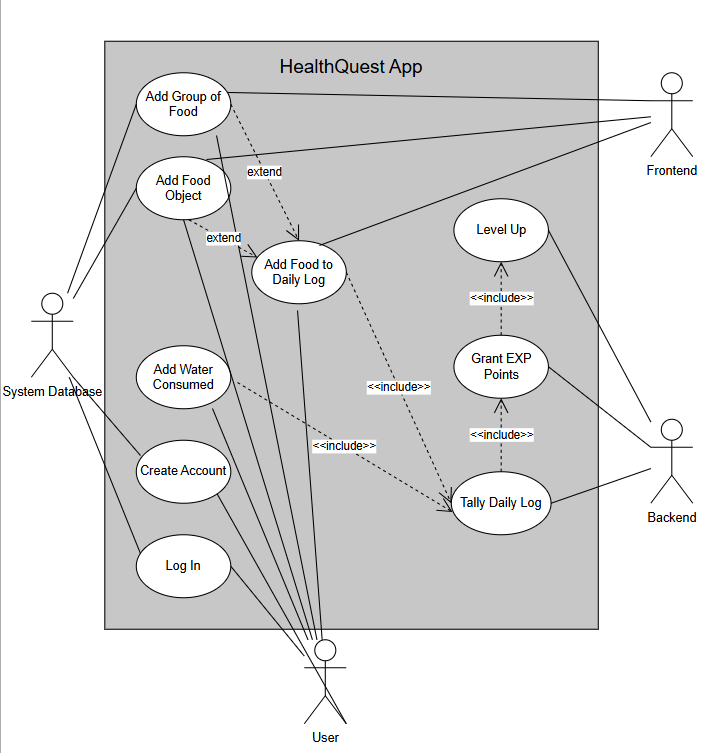 HealthQuest App
Add Group of
Food
Frontend
extend
Add Food
Object
Level Up
extend
Add Food to
Daily Log
<<include>>
System Database
Add Water
Consumed
Grant EXP
Points
<<include>>
<<include>>
<<include>>
Create Account
Tally Daily Log
Backend
Log In
User